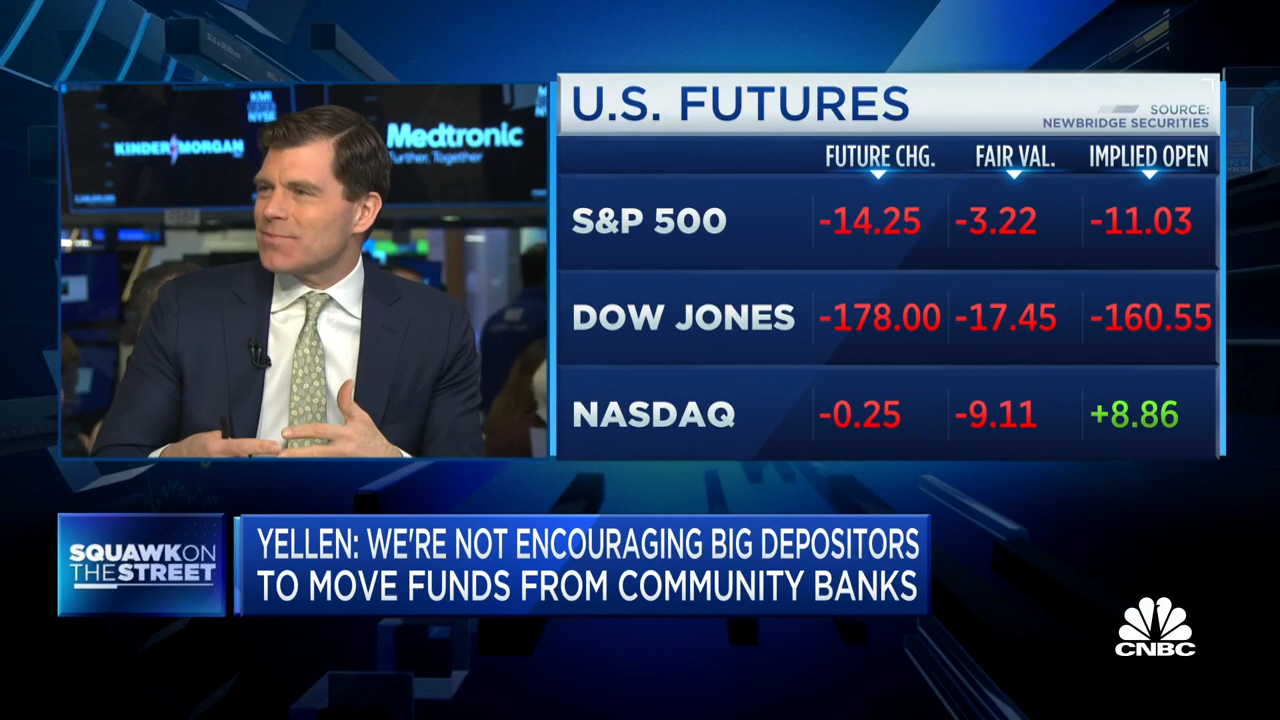 KINDER MORGAN
KMI
NYSE
Medtronic
Further, Together
U.S. FUTURES
SOURCE:
NEWBRIDGE SECURITIES
FUTURE CHG. FAIR VAL. IMPLIED OPEN
S&P 500 -14.25 -3.22 -11.03
DOW JONES -178.00 -17.45 -160.55
NASDAQ -0.25 -9.11 +8.86
SQUAWK ON
THE STREET
YELLEN: WE'RE NOT ENCOURAGING BIG DEPOSITORS
TO MOVE FUNDS FROM COMMUNITY BANKS
CNBC